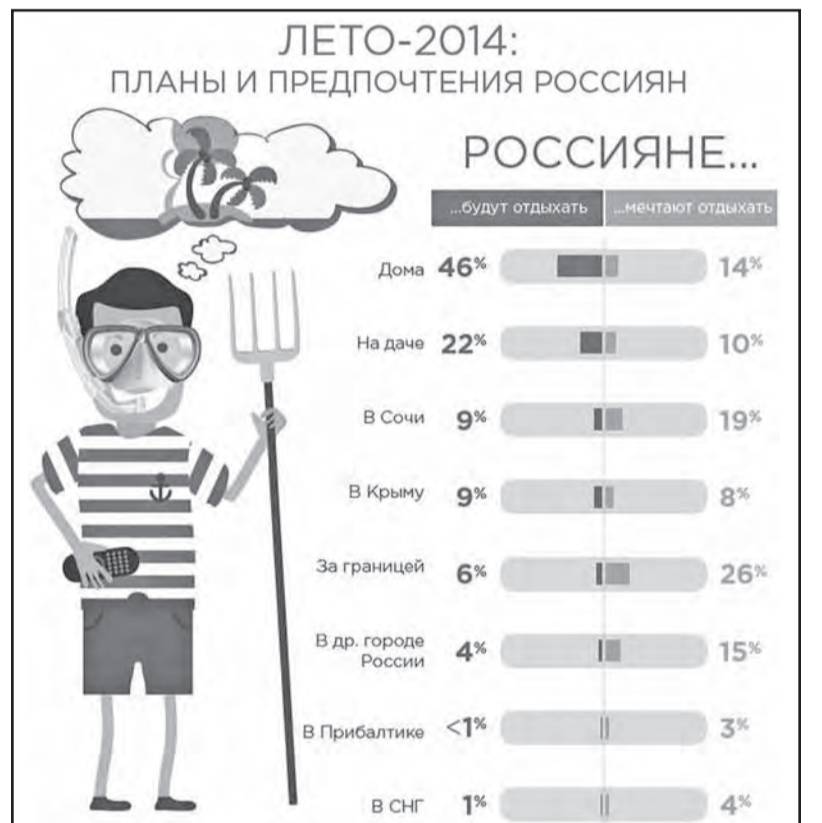 ЛЕТО-2014:
ПЛАНЫ И ПРЕДПОЧТЕНИЯ РОССИЯН
РОССИЯНЕ...
...будут отдыхать ...мечтают отдыхать
Дома 46% 14%
На даче 22% 10%
В Сочи 9% 19%
В Крыму 9% 8%
За границей 6% 26%
В др. городе
России 4% 15%
В Прибалтике <1% 3%
В СНГ 1% 4%